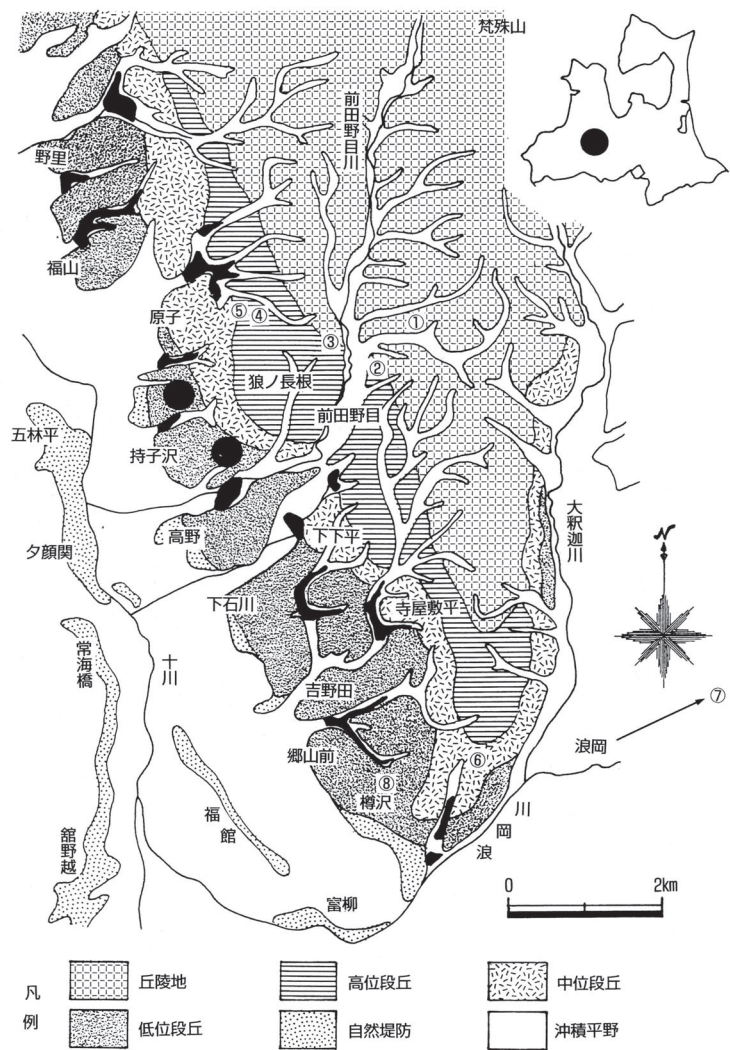 梵殊山
前田野目川
野里
福山
原子
⑤
④
③
①
②
狼ノ長根
前田野目
五林平
持子沢
高野
夕顔関
下下平
大釈迦川
下石川
寺屋敷平
N
常海橋
十川
吉野田
⑦
浪岡
郷山前
⑥
⑧
樽沢
福館
浪岡川
舘野越
富柳
0 2km
凡例
丘陵地
高位段丘
中位段丘
低位段丘
自然堤防
沖積平野